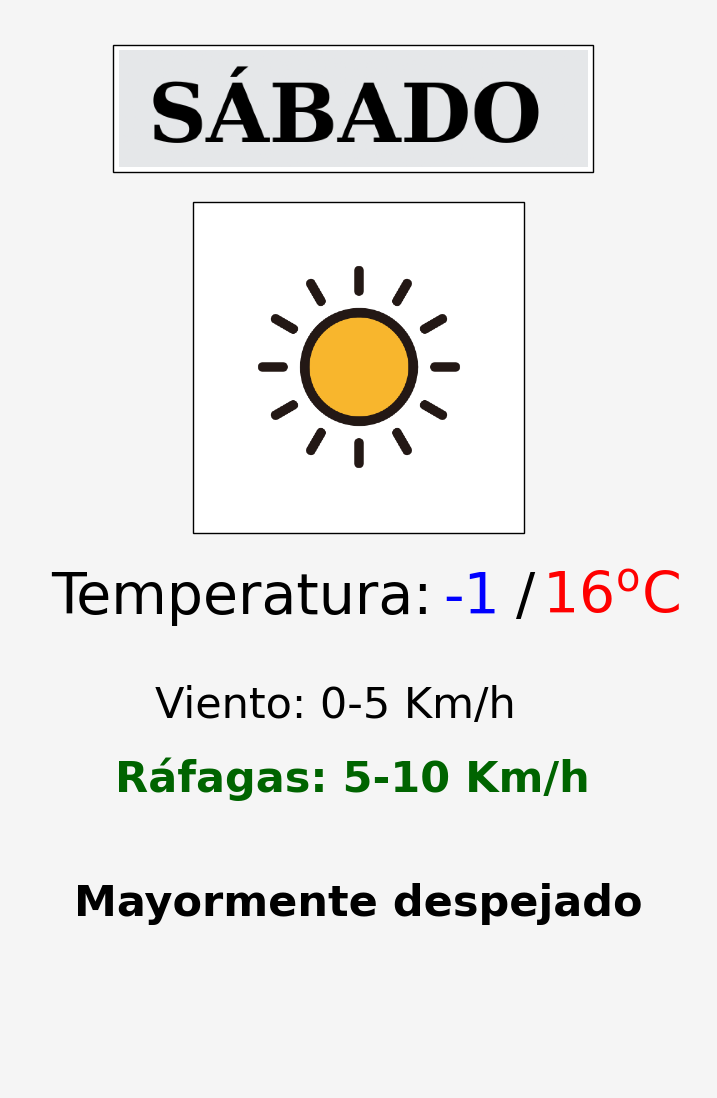 SÁBADO
Temperatura: -1 / 16ºC
Viento: 0-5 Km/h
Ráfagas: 5-10 Km/h
Mayormente despejado